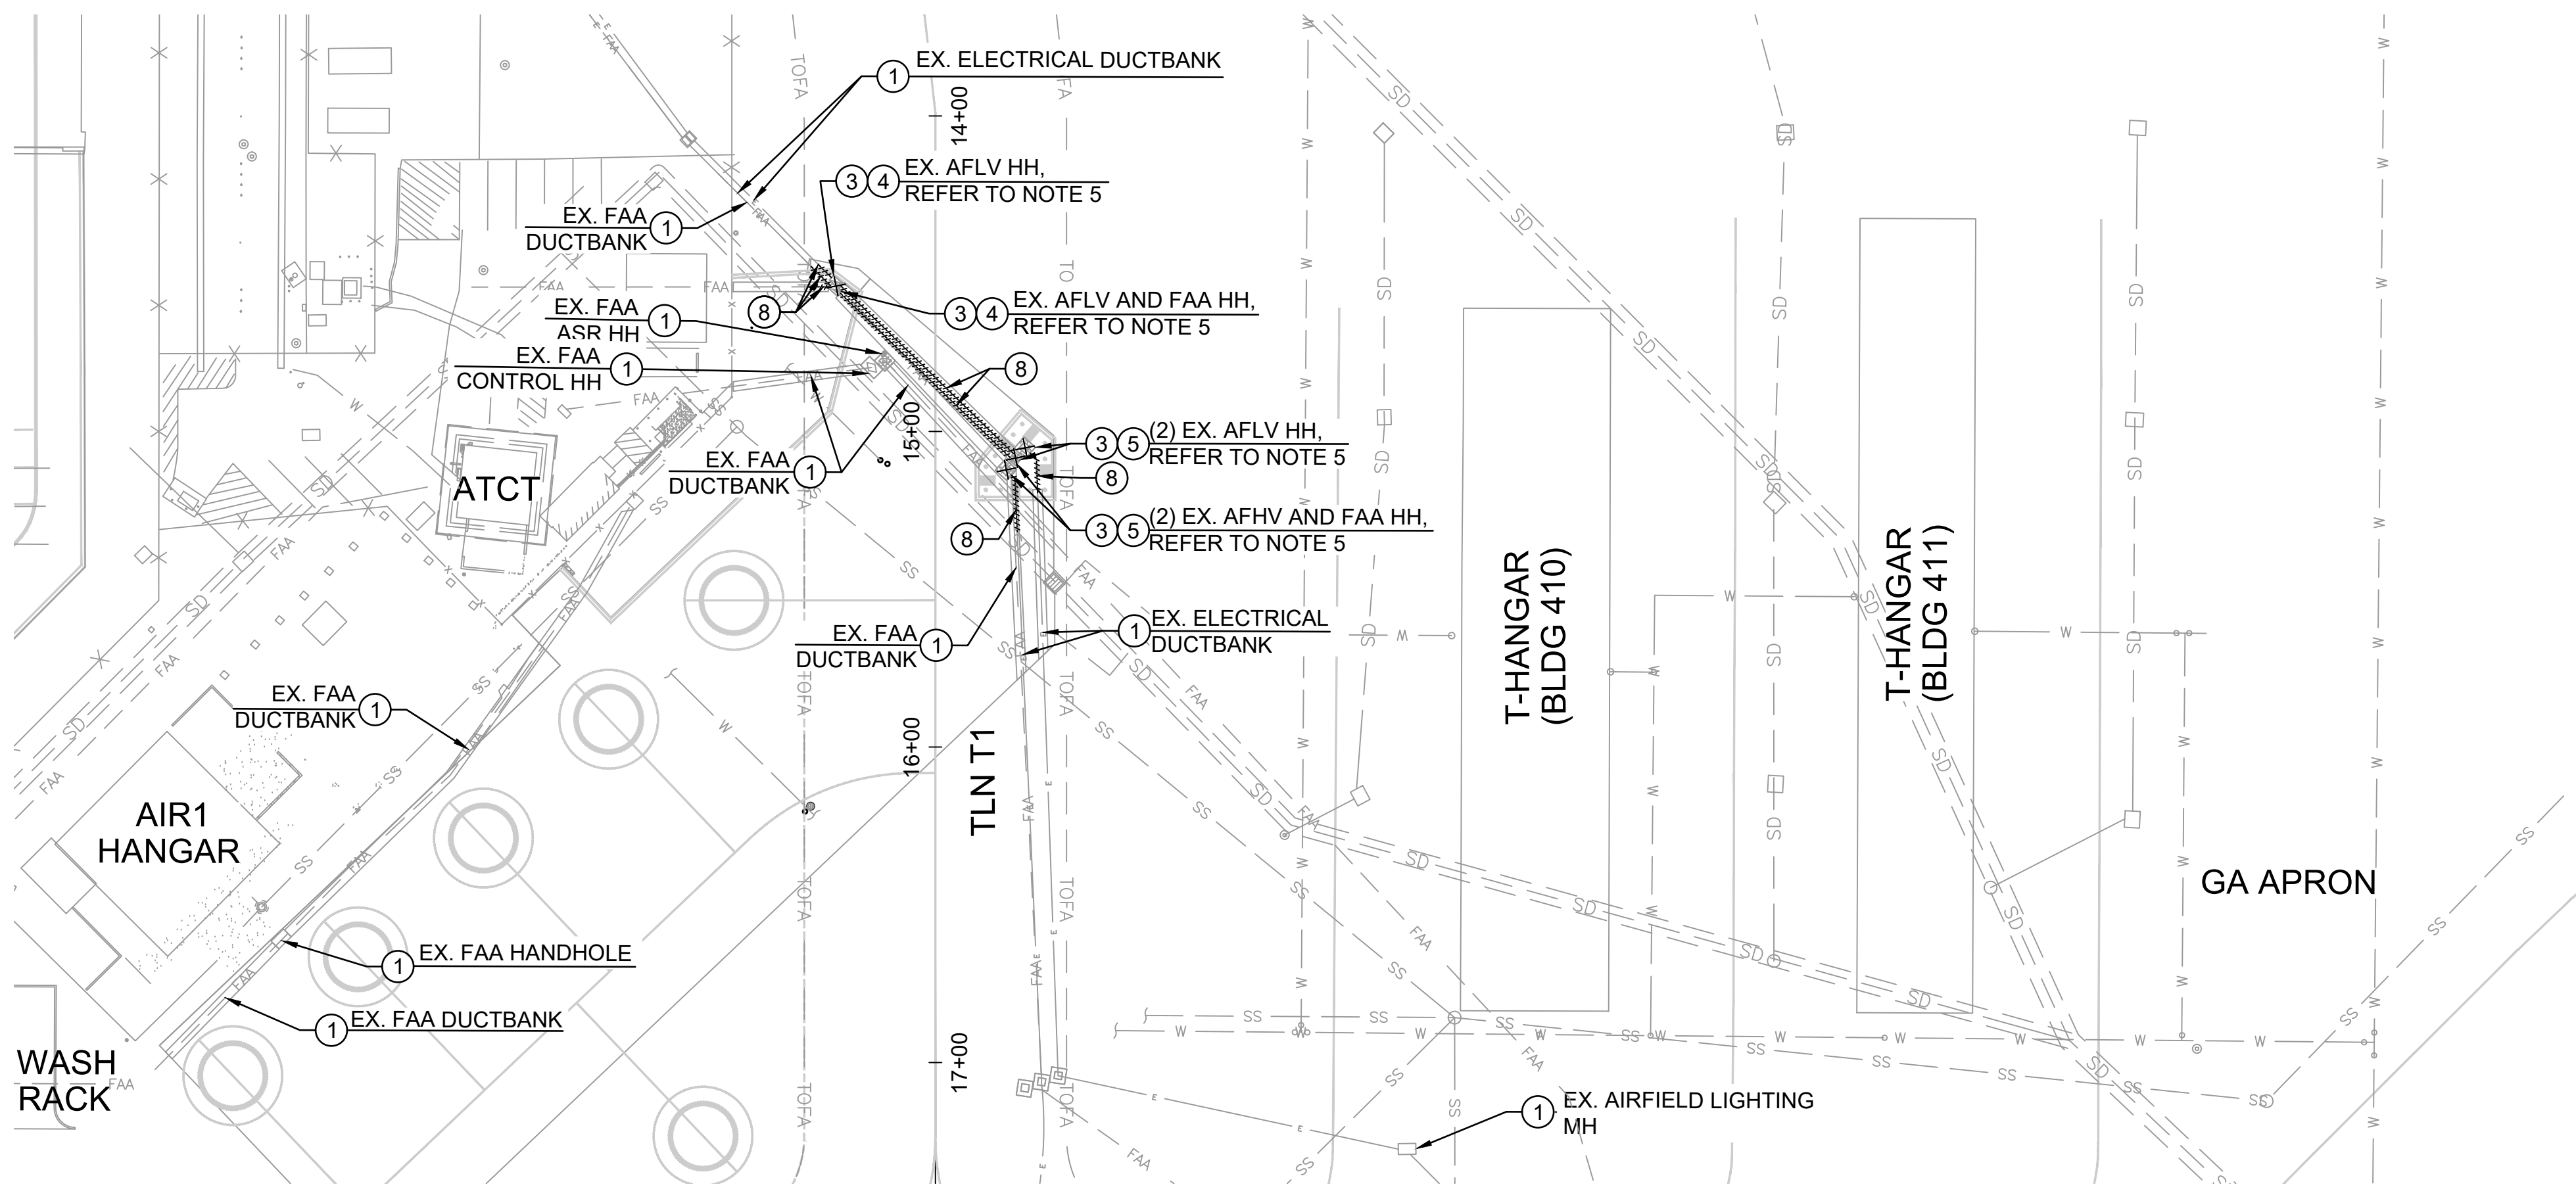 EX. ELECTRICAL DUCTBANK
1
14+00
TOFA
3 4 EX. AFLV HH,
REFER TO NOTE 5
EX. FAA
DUCTBANK
1
8
3 4 EX. AFLV AND FAA HH,
REFER TO NOTE 5
EX. FAA
ASR HH
1
EX. FAA
CONTROL HH
1
8
15+00
3 5 (2) EX. AFLV HH,
REFER TO NOTE 5
EX. FAA
DUCTBANK
1
8
ATCT
3 5 (2) EX. AFHV AND FAA HH,
REFER TO NOTE 5
8
T-HANGAR
(BLDG 410)
T-HANGAR
(BLDG 411)
1 EX. ELECTRICAL
DUCTBANK
EX. FAA
DUCTBANK
1
EX. FAA
DUCTBANK
1
16+00
TLN T1
TOFA
TOFA
AIR1
HANGAR
GA APRON
1 EX. FAA HANDHOLE
1 EX. FAA DUCTBANK
WASH
RACK
17+00
1 EX. AIRFIELD LIGHTING
MH
SD
SS
FAA
W
E